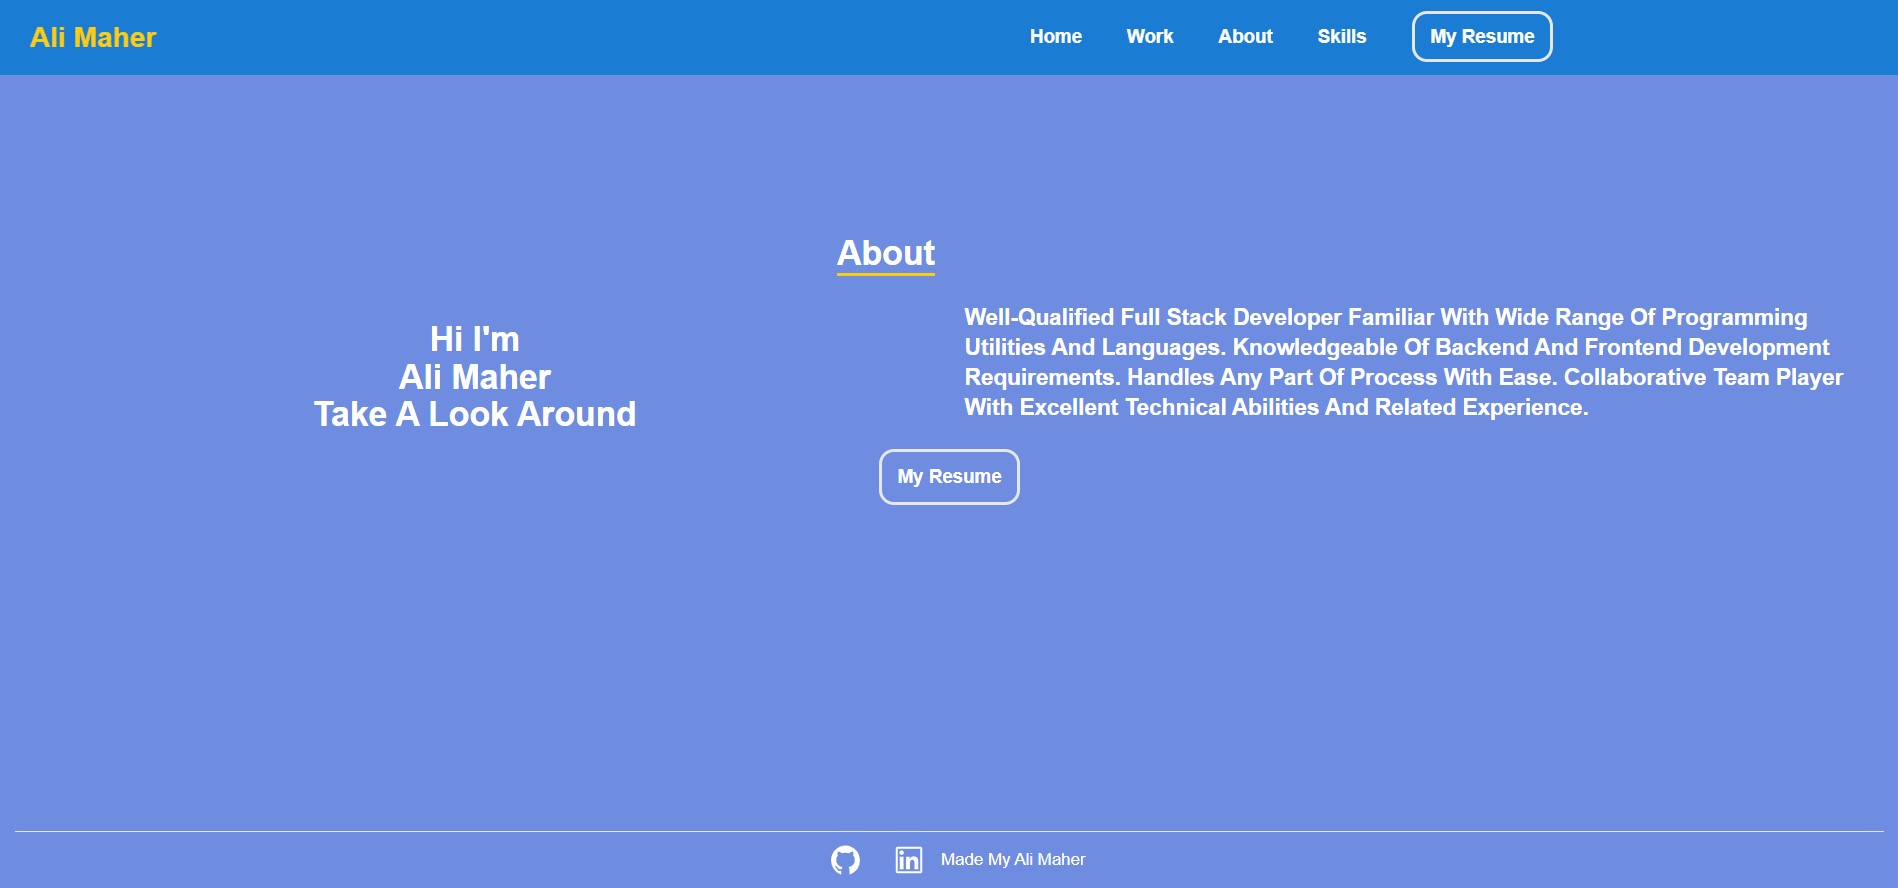 Ali Maher
Home
Work
About
Skills
My Resume
About
Hi I'm
Ali Maher
Take A Look Around
Well-Qualified Full Stack Developer Familiar With Wide Range Of Programming
Utilities And Languages. Knowledgeable Of Backend And Frontend Development
Requirements. Handles Any Part Of Process With Ease. Collaborative Team Player
With Excellent Technical Abilities And Related Experience.
My Resume
in
Made My Ali Maher